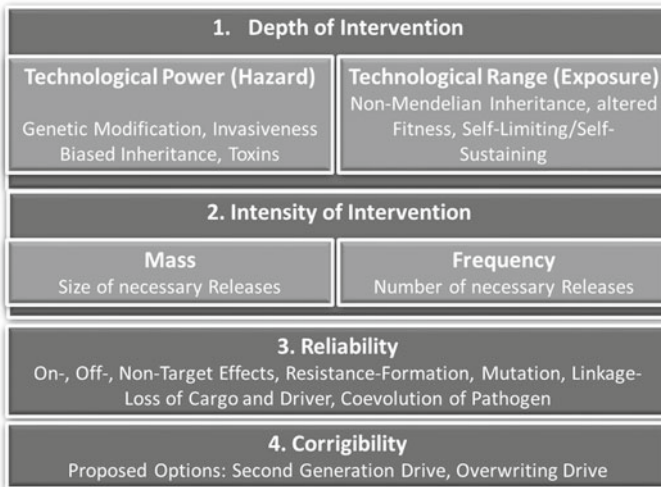 1. Depth of Intervention
Technological Power (Hazard)
Genetic Modification, Invasiveness
Biased Inheritance, Toxins
Technological Range (Exposure)
Non-Mendelian Inheritance, altered
Fitness, Self-Limiting/Self-
Sustaining
2. Intensity of Intervention
Mass
Size of necessary Releases
Frequency
Number of necessary Releases
3. Reliability
On-, Off-, Non-Target Effects, Resistance-Formation, Mutation, Linkage-
Loss of Cargo and Driver, Coevolution of Pathogen
4. Corrigibility
Proposed Options: Second Generation Drive, Overwriting Drive